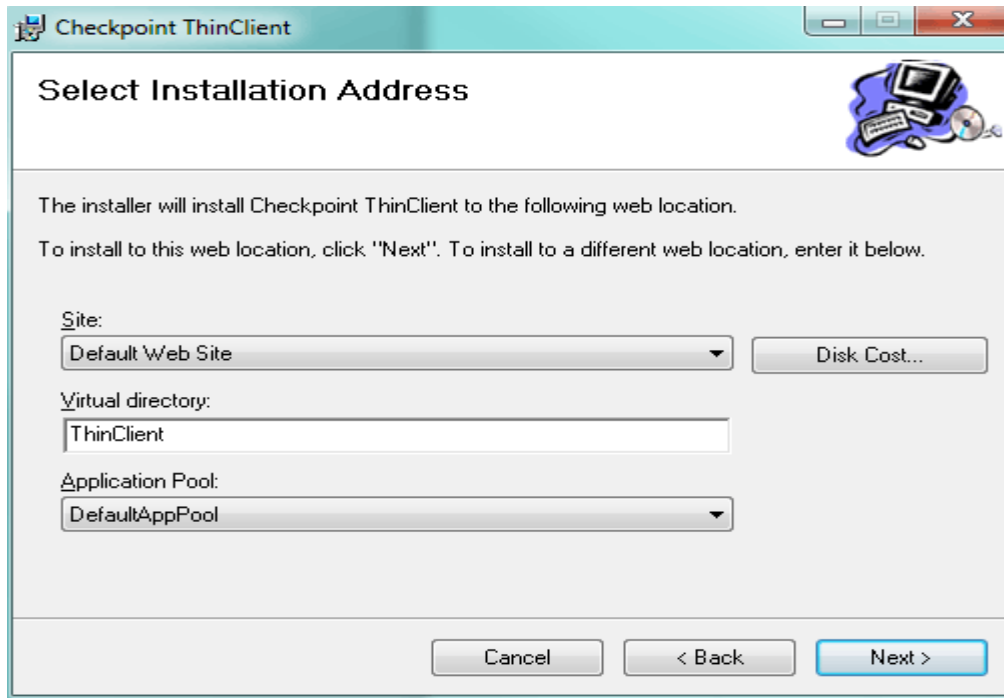 Checkpoint ThinClient
Select Installation Address
The installer will install Checkpoint ThinClient to the following web location.
To install to this web location, click "Next". To install to a different web location, enter it below.
Site:
Default Web Site
Disk Cost...
Virtual directory:
ThinClient
Application Pool:
DefaultAppPool
Cancel
< Back
Next >